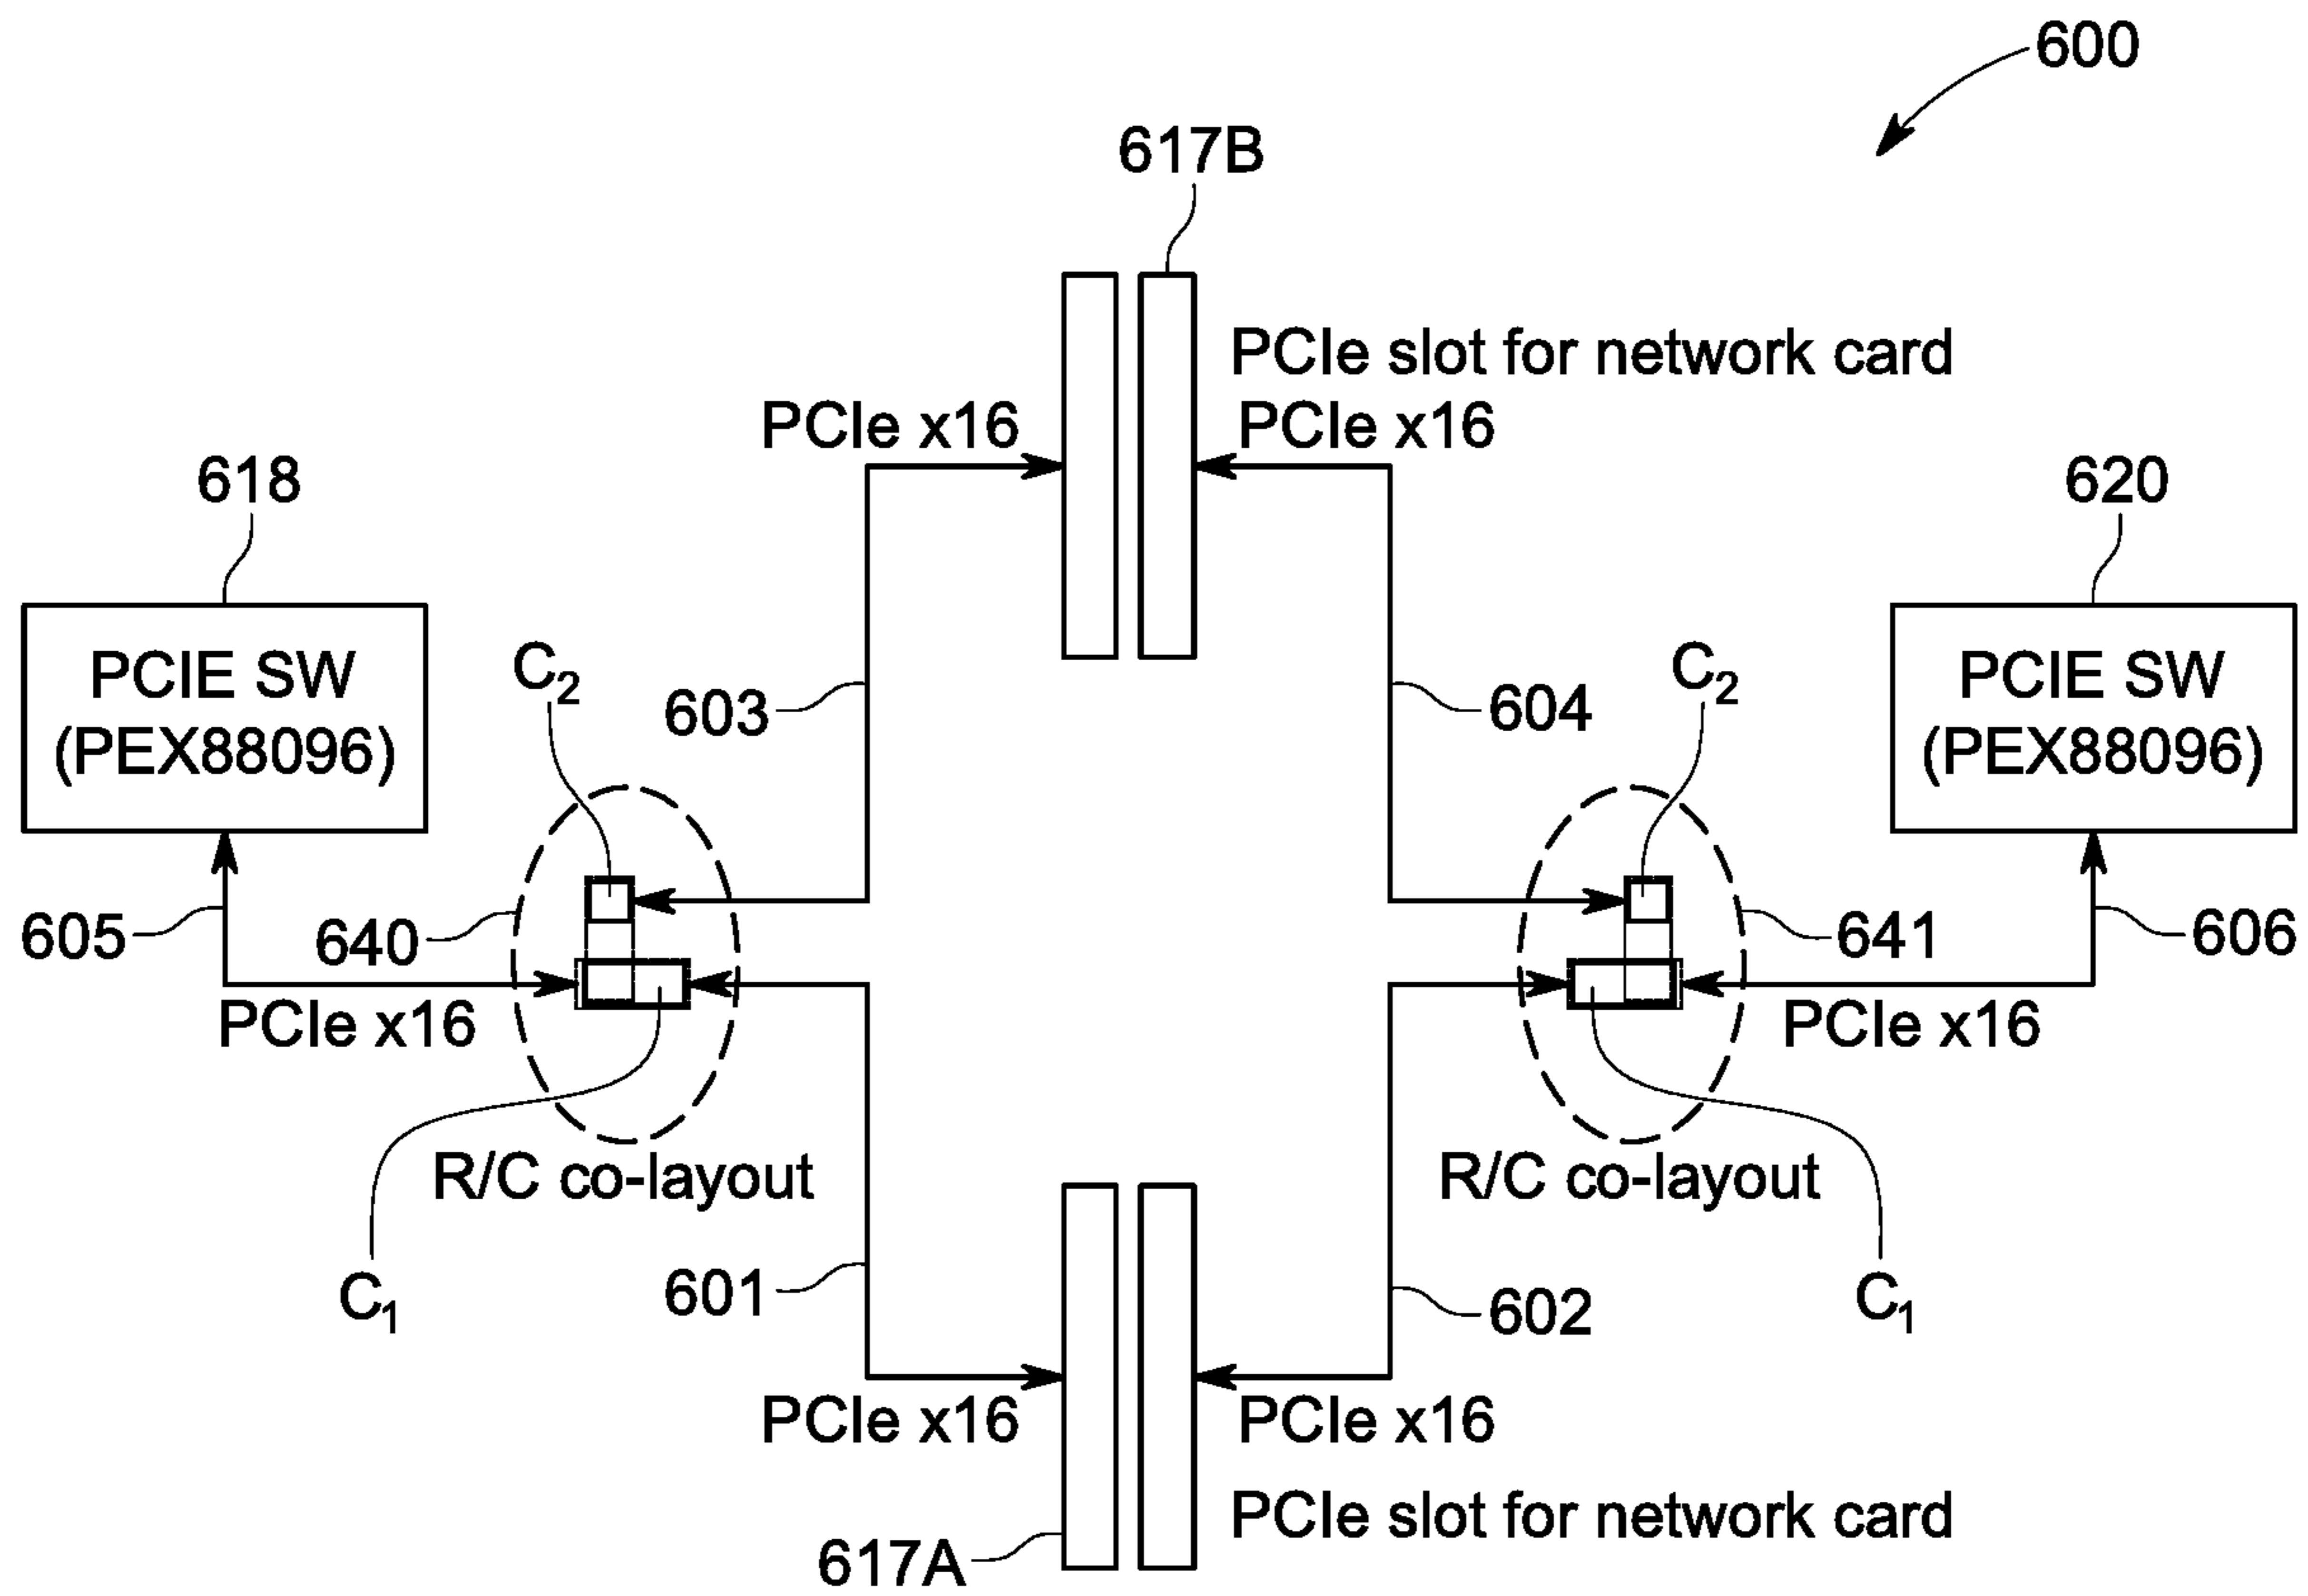 600
617B
PCIe slot for network card
PCIe x16
PCIe x16
618
620
PCIE SW
(PEX88096)
C2
603
604
C2
PCIE SW
(PEX88096)
605
640
641
606
PCIe x16
PCIe x16
R/C co-layout
R/C co-layout
C1
601
602
C1
PCIe x16
PCIe x16
PCIe slot for network card
617A